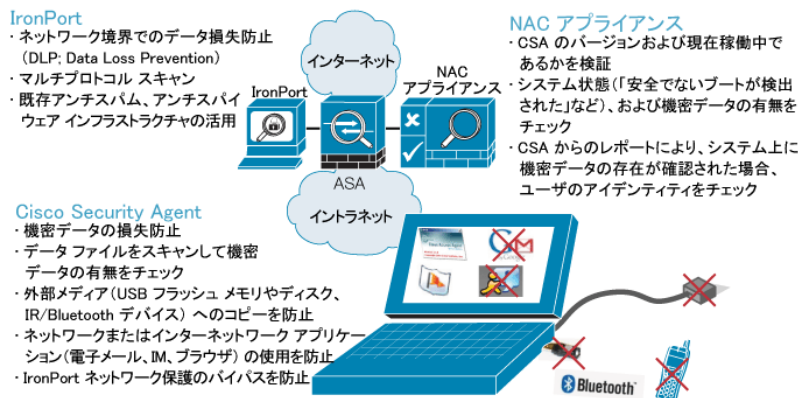 IronPort
・ネットワーク境界でのデータ損失防止
（DLP; Data Loss Prevention）
・マルチプロトコル スキャン
・既存アンチスパム、アンチスパイ
ウェア インフラストラクチャの活用
インターネット
IronPort
NAC
アプライアンス
ASA
イントラネット
NAC アプライアンス
・CSA のバージョンおよび現在稼働中で
あるかを検証
・システム状態（「安全でないブートが検出
された」など）、および機密データの有無を
チェック
・CSA からのレポートにより、システム上に
機密データの存在が確認された場合、
ユーザのアイデンティティをチェック
Cisco Security Agent
・機密データの損失防止
・データ ファイルをスキャンして機密
データの有無をチェック
・外部メディア（USB フラッシュ メモリやディスク、
IR/Bluetooth デバイス）へのコピーを防止
・ネットワークまたはインターネットワーク アプリケー
ション（電子メール、IM、ブラウザ）の使用を防止
・IronPort ネットワーク保護のバイパスを防止
Bluetooth